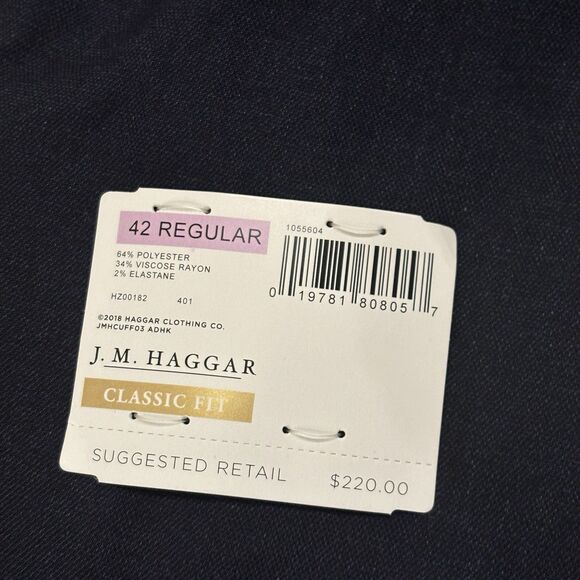 42 REGULAR
64% POLYESTER
34% VISCOSE RAYON
2% ELASTANE
HZ00182 401
©2018 HAGGAR CLOTHING CO.
JMHCUFF03 ADHK
J. M. HAGGAR
CLASSIC FIT
1055604
0 19781 80805 7
SUGGESTED RETAIL $220.00